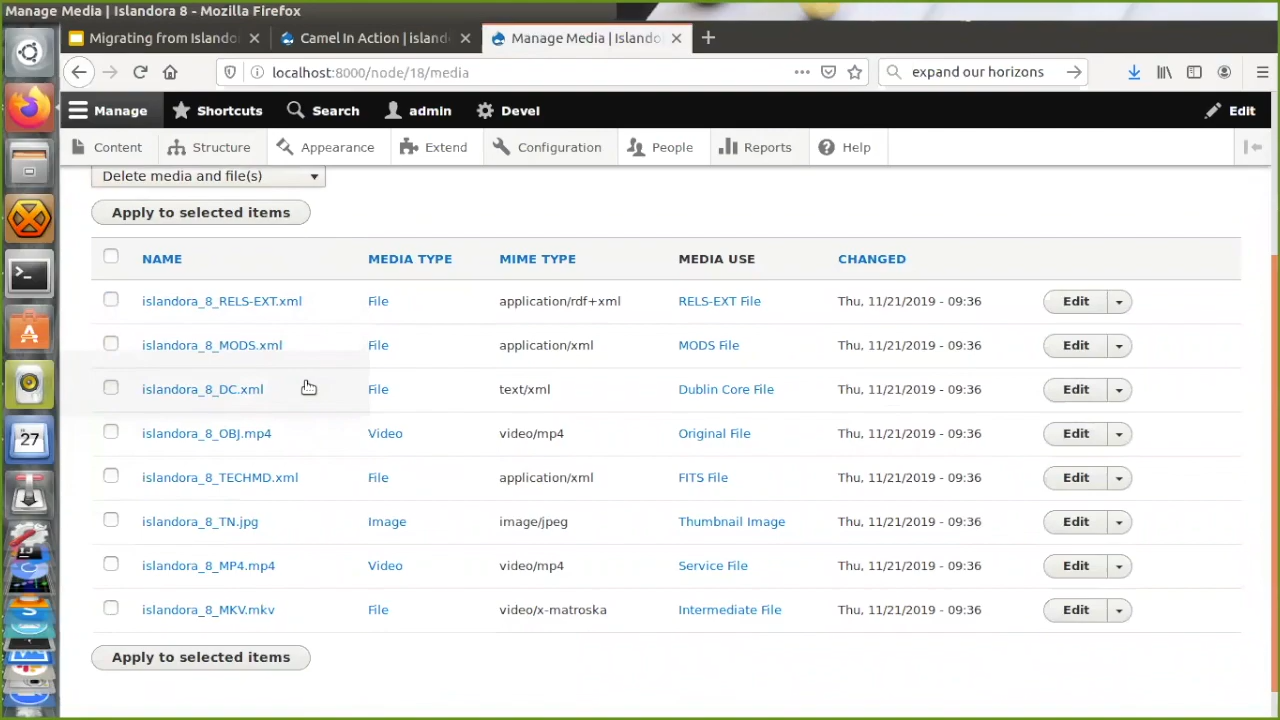 Manage Media | Islandora 8 - Mozilla Firefox
Migrating from Islando
Camel In Action | island
Manage Media | Islando
localhost:8000/node/18/media
expand our horizons
Manage Shortcuts Search admin Devel Edit
Content Structure Appearance Extend Configuration People Reports Help
Delete media and file(s)
Apply to selected items
NAME MEDIA TYPE MIME TYPE MEDIA USE CHANGED
islandora_8_RELS-EXT.xml File application/rdf+xml RELS-EXT File Thu, 11/21/2019 - 09:36 Edit
islandora_8_MODS.xml File application/xml MODS File Thu, 11/21/2019 - 09:36 Edit
islandora_8_DC.xml File text/xml Dublin Core File Thu, 11/21/2019 - 09:36 Edit
islandora_8_OBJ.mp4 Video video/mp4 Original File Thu, 11/21/2019 - 09:36 Edit
islandora_8_TECHMD.xml File application/xml FITS File Thu, 11/21/2019 - 09:36 Edit
islandora_8_TN.jpg Image image/jpeg Thumbnail Image Thu, 11/21/2019 - 09:36 Edit
islandora_8_MP4.mp4 Video video/mp4 Service File Thu, 11/21/2019 - 09:36 Edit
islandora_8_MKV.mkv File video/x-matroska Intermediate File Thu, 11/21/2019 - 09:36 Edit
Apply to selected items
27